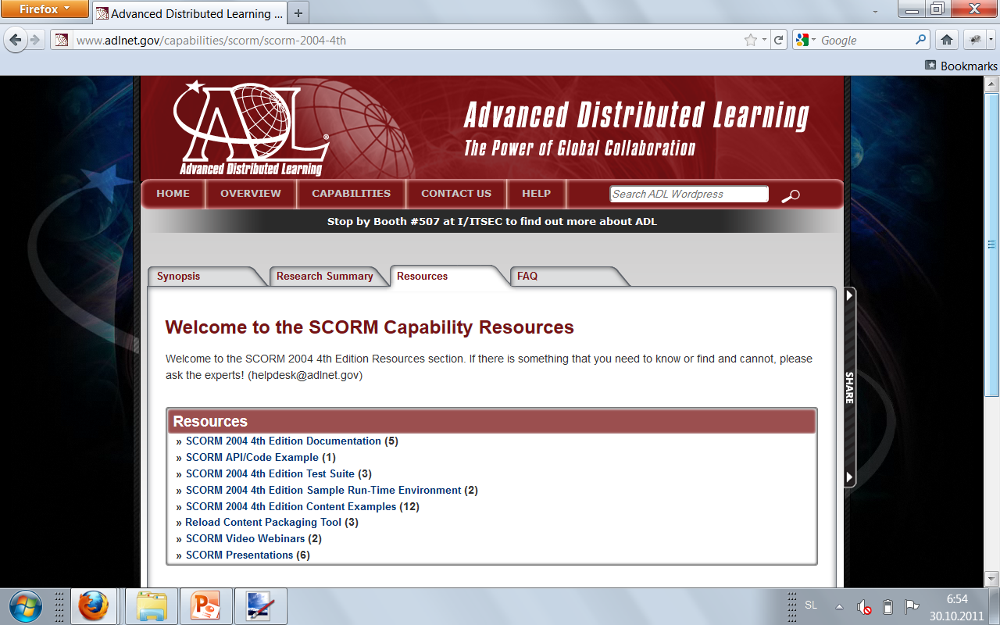 Firefox
Advanced Distributed Learning ...
www.adlnet.gov/capabilities/scorm/scorm-2004-4th
Google
Bookmarks
ADL®
Advanced Distributed Learning
Advanced Distributed Learning
The Power of Global Collaboration
HOME OVERVIEW CAPABILITIES CONTACT US HELP Search ADL Wordpress
Stop by Booth #507 at I/ITSEC to find out more about ADL
Synopsis Research Summary Resources FAQ
Welcome to the SCORM Capability Resources
Welcome to the SCORM 2004 4th Edition Resources section. If there is something that you need to know or find and cannot, please
ask the experts! (helpdesk@adlnet.gov)
SHARE
Resources
» SCORM 2004 4th Edition Documentation (5)
» SCORM API/Code Example (1)
» SCORM 2004 4th Edition Test Suite (3)
» SCORM 2004 4th Edition Sample Run-Time Environment (2)
» SCORM 2004 4th Edition Content Examples (12)
» Reload Content Packaging Tool (3)
» SCORM Video Webinars (2)
» SCORM Presentations (6)
SL
6:54
30.10.2011